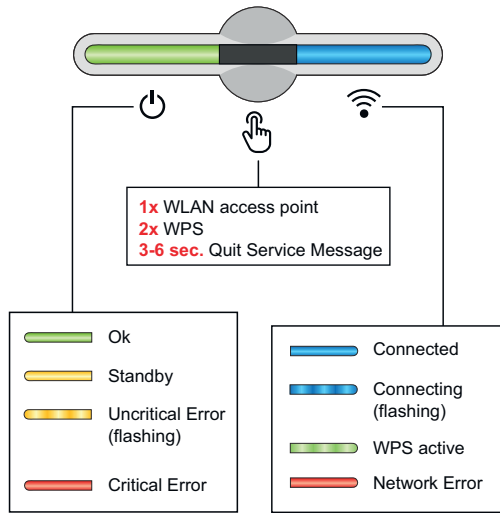 1x WLAN access point
2x WPS
3-6 sec. Quit Service Message
Ok
Standby
Uncritical Error
(flashing)
Critical Error
Connected
Connecting
(flashing)
WPS active
Network Error